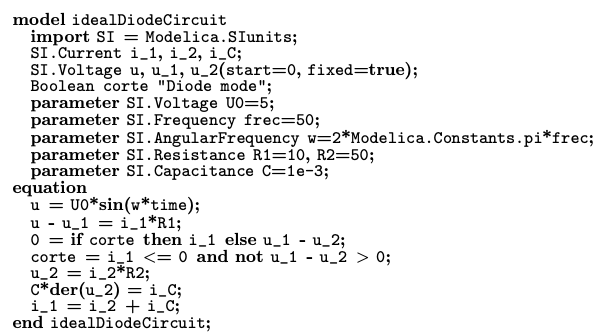 model idealDiodeCircuit
import SI = Modelica.SIunits;
SI.Current i_1, i_2, i_C;
SI.Voltage u, u_1, u_2(start=0, fixed=true);
Boolean corte "Diode mode";
parameter SI.Voltage U0=5;
parameter SI.Frequency frec=50;
parameter SI.AngularFrequency w=2*Modelica.Constants.pi*frec;
parameter SI.Resistance R1=10, R2=50;
parameter SI.Capacitance C=1e-3;
equation
u = U0*sin(w*time);
u - u_1 = i_1*R1;
0 = if corte then i_1 else u_1 - u_2;
corte = i_1 <= 0 and not u_1 - u_2 > 0;
u_2 = i_2*R2;
C*der(u_2) = i_C;
i_1 = i_2 + i_C;
end idealDiodeCircuit;